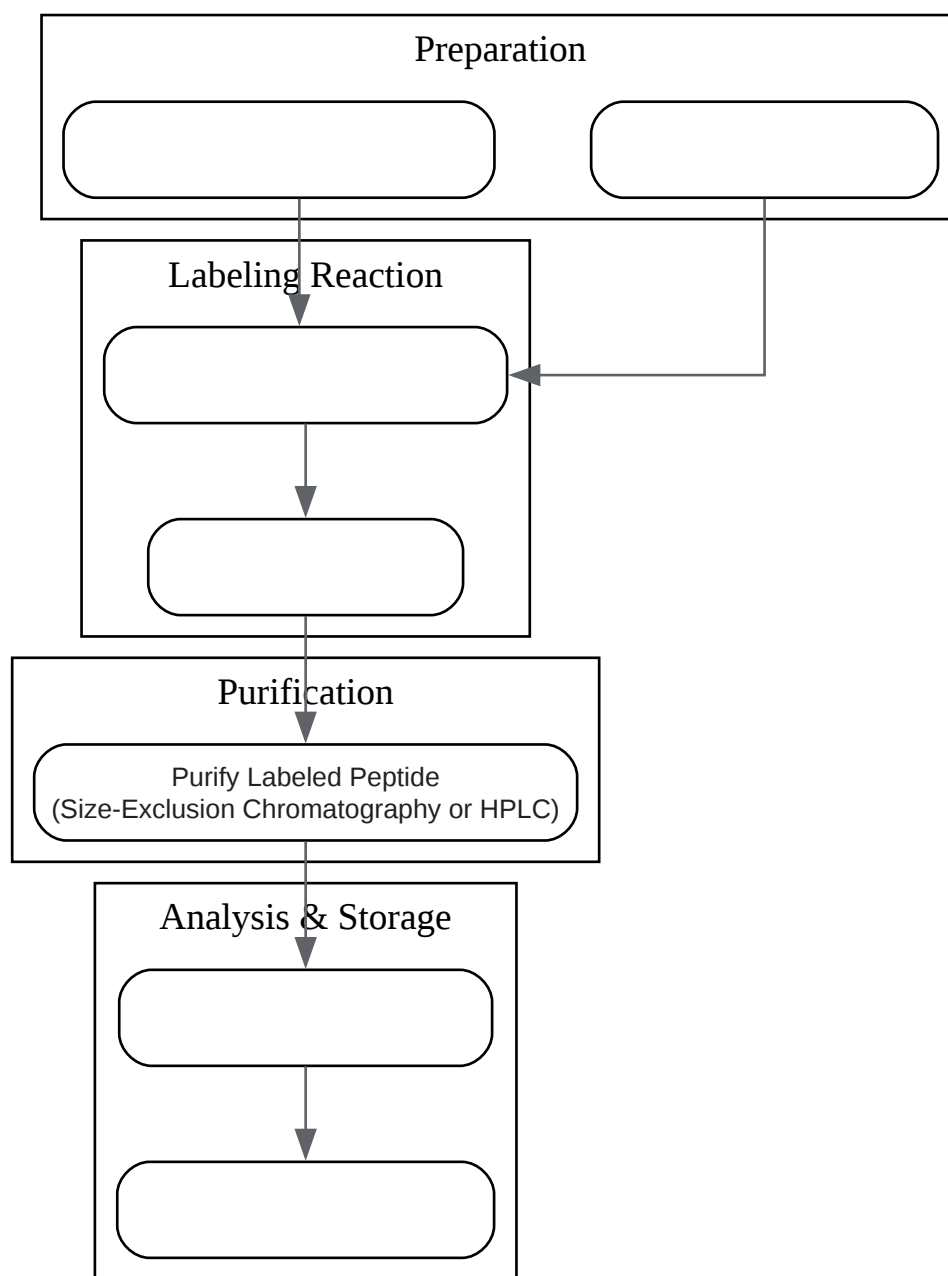 Preparation
Labeling Reaction
Purification
Purify Labeled Peptide
(Size-Exclusion Chromatography or HPLC)
Analysis & Storage